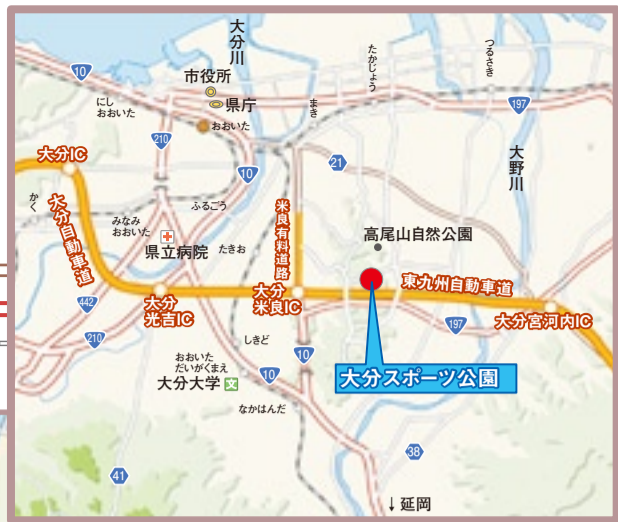 大分川
たかじょう
つるさき
10
市役所
県庁
にし
おおいた
210
おおいた
まき
197
大分IC
10
21
大野川
かく
大分自動車道
ふるごう
米良有料道路
みなみ
おおいた
県立病院
たきお
高尾山自然公園
東九州自動車道
442
大分
光吉IC
大分
米良IC
大分宮河内IC
210
しきど
10
197
おおいた
だいがくまえ
大分大学
文
10
大分スポーツ公園
なかはんだ
38
41
↓延岡